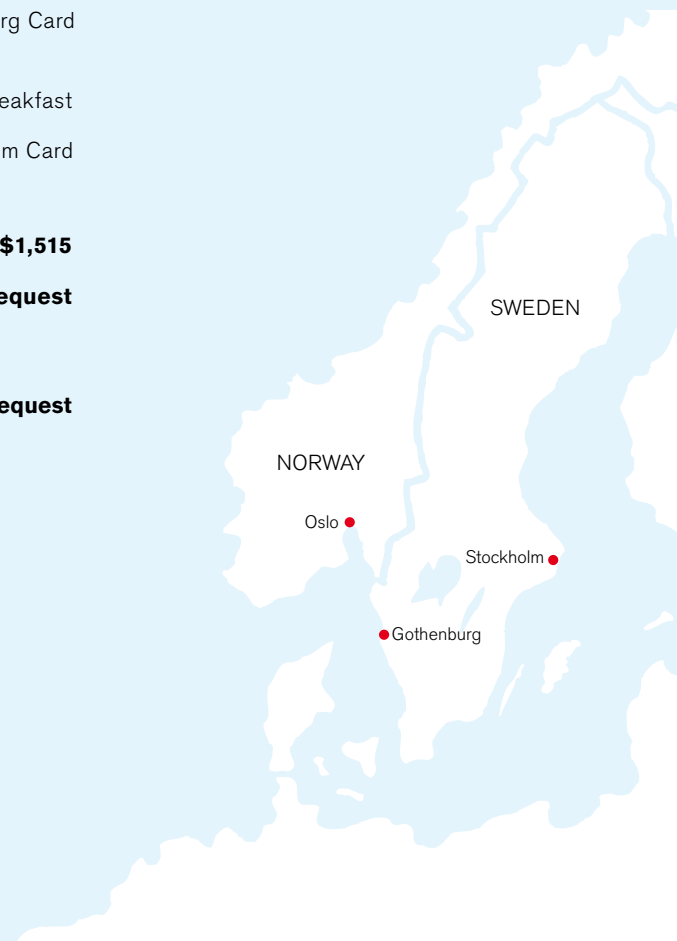 rg Card
eakfast
m Card
$1,515
equest
equest
SWEDEN
NORWAY
Oslo
Stockholm
Gothenburg